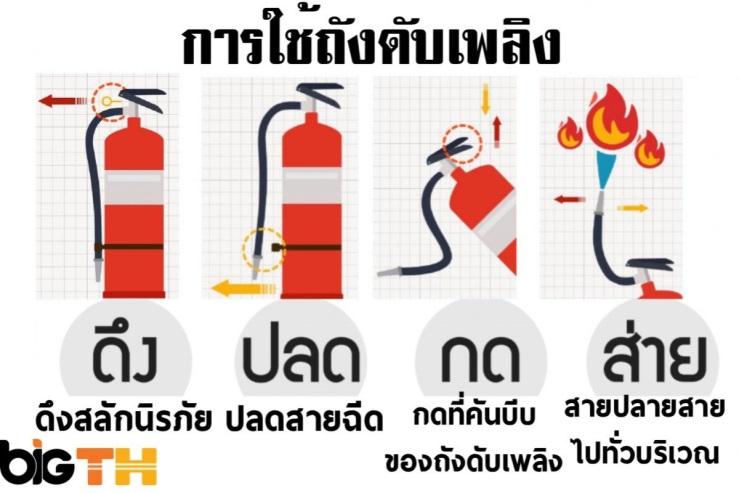 การใช้ถังดับเพลิง
ดึง ปลด กด ส่าย
ดึงสลักนิรภัย ปลดสายฉีด
กดที่คันบีบ
ของถังดับเพลิง
สายปลายสาย
ไปทั่วบริเวณ
bigTH